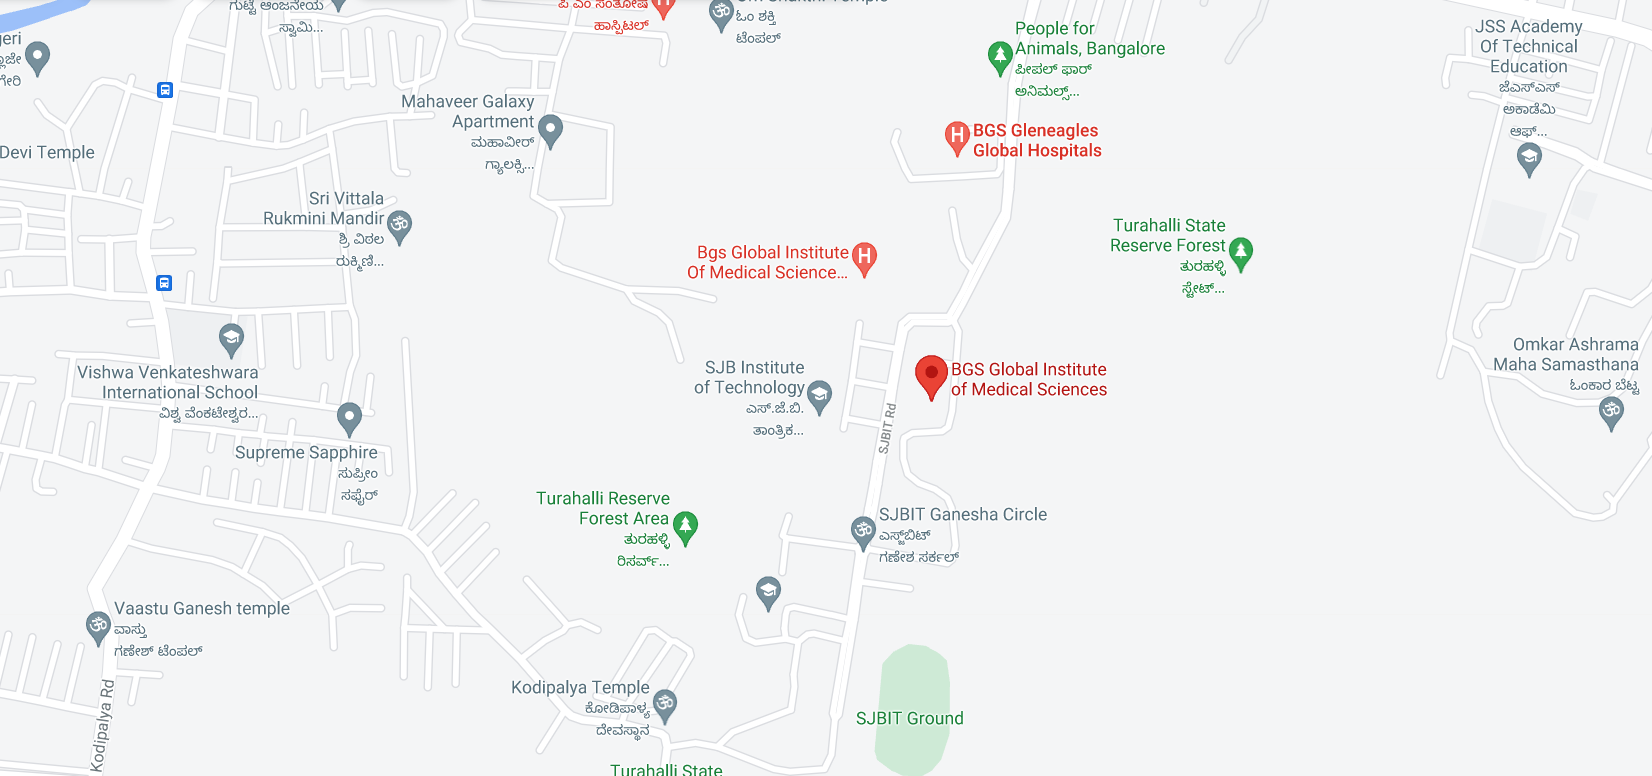 ಗುಟ್ಟೆ ಆಂಜನೇಯ
ಸ್ವಾಮಿ...
ಪಿ ಎಂ ಸಂತೋಷ
ಹಾಸ್ಪಿಟಲ್
ಓಂ ಶಕ್ತಿ
ಟೆಂಪಲ್
People for
Animals, Bangalore
ಪೀಪಲ್ ಫಾರ್
ಅನಿಮಲ್ಸ್...
JSS Academy
Of Technical
Education
ಜೆಎಸ್ಎಸ್
ಅಕಾಡೆಮಿ
ಆಫ್...
Mahaveer Galaxy
Apartment
ಮಹಾವೀರ್
ಗ್ಯಾಲಕ್ಸಿ...
BGS Gleneagles
Global Hospitals
Devi Temple
Sri Vittala
Rukmini Mandir
ಶ್ರಿ ವಿಠಲ
ರುಕ್ಮಿಣಿ...
Bgs Global Institute
Of Medical Science...
Turahalli State
Reserve Forest
ತುರಹಳ್ಳಿ
ಸ್ಟೇಟ್...
Vishwa Venkateshwara
International School
ವಿಶ್ವ ವೆಂಕಟೇಶ್ವರ...
SJB Institute
of Technology
ಎಸ್.ಜೆ.ಬಿ.
ತಾಂತ್ರಿಕ...
BGS Global Institute
of Medical Sciences
Omkar Ashrama
Maha Samasthana
ಓಂಕಾರ ಬೆಟ್ಟ
SJBIT Rd
Supreme Sapphire
ಸುಪ್ರೀಂ
ಸಫೈರ್
Turahalli Reserve
Forest Area
ತುರಹಳ್ಳಿ
ರಿಸರ್ವ್...
SJBIT Ganesha Circle
ಎಸ್ಜೆಬಿಟ್
ಗಣೇಶ ಸರ್ಕಲ್
Vaastu Ganesh temple
ವಾಸ್ತು
ಗಣೇಶ್ ಟೆಂಪಲ್
Kodipalya Rd
Kodipalya Temple
ಕೋಡಿಪಾಳ್ಯ
ದೇವಸ್ಥಾನ
SJBIT Ground
Turahalli State